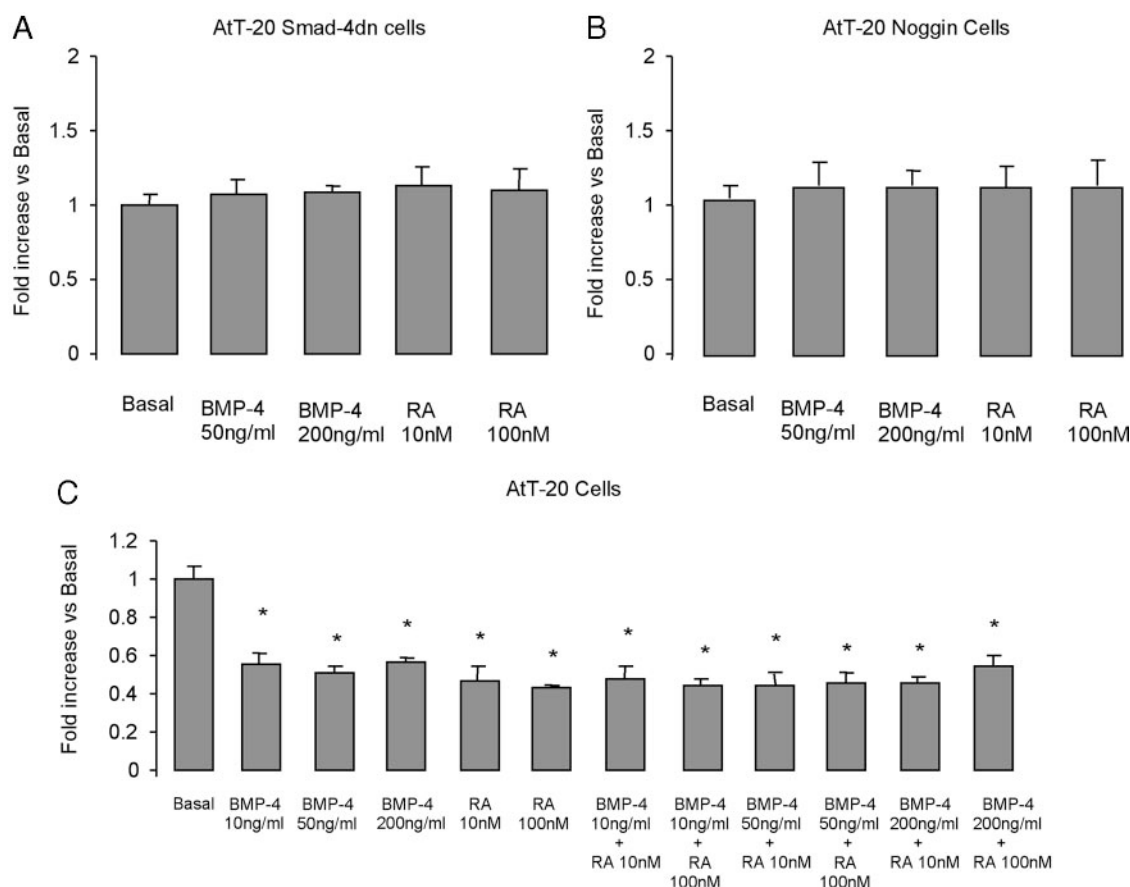 A
AtT-20 Smad-4dn cells
Fold increase vs Basal
2
1.5
1
0.5
0
Basal
BMP-4
50ng/ml
BMP-4
200ng/ml
RA
10nM
RA
100nM
B
AtT-20 Noggin Cells
Fold increase vs Basal
2
1.5
1
0.5
0
Basal
BMP-4
50ng/ml
BMP-4
200ng/ml
RA
10nM
RA
100nM
C
AtT-20 Cells
Fold increase vs Basal
1.2
1
0.8
0.6
0.4
0.2
0
* * * * * * * * * * *
Basal
BMP-4
10ng/ml
BMP-4
50ng/ml
BMP-4
200ng/ml
RA
10nM
RA
100nM
BMP-4
10ng/ml
+
RA 10nM
BMP-4
10ng/ml
+
RA
100nM
BMP-4
50ng/ml
+
RA 10nM
BMP-4
50ng/ml
+
RA
100nM
BMP-4
200ng/ml
+
RA 10nM
BMP-4
200ng/ml
+
RA 100nM